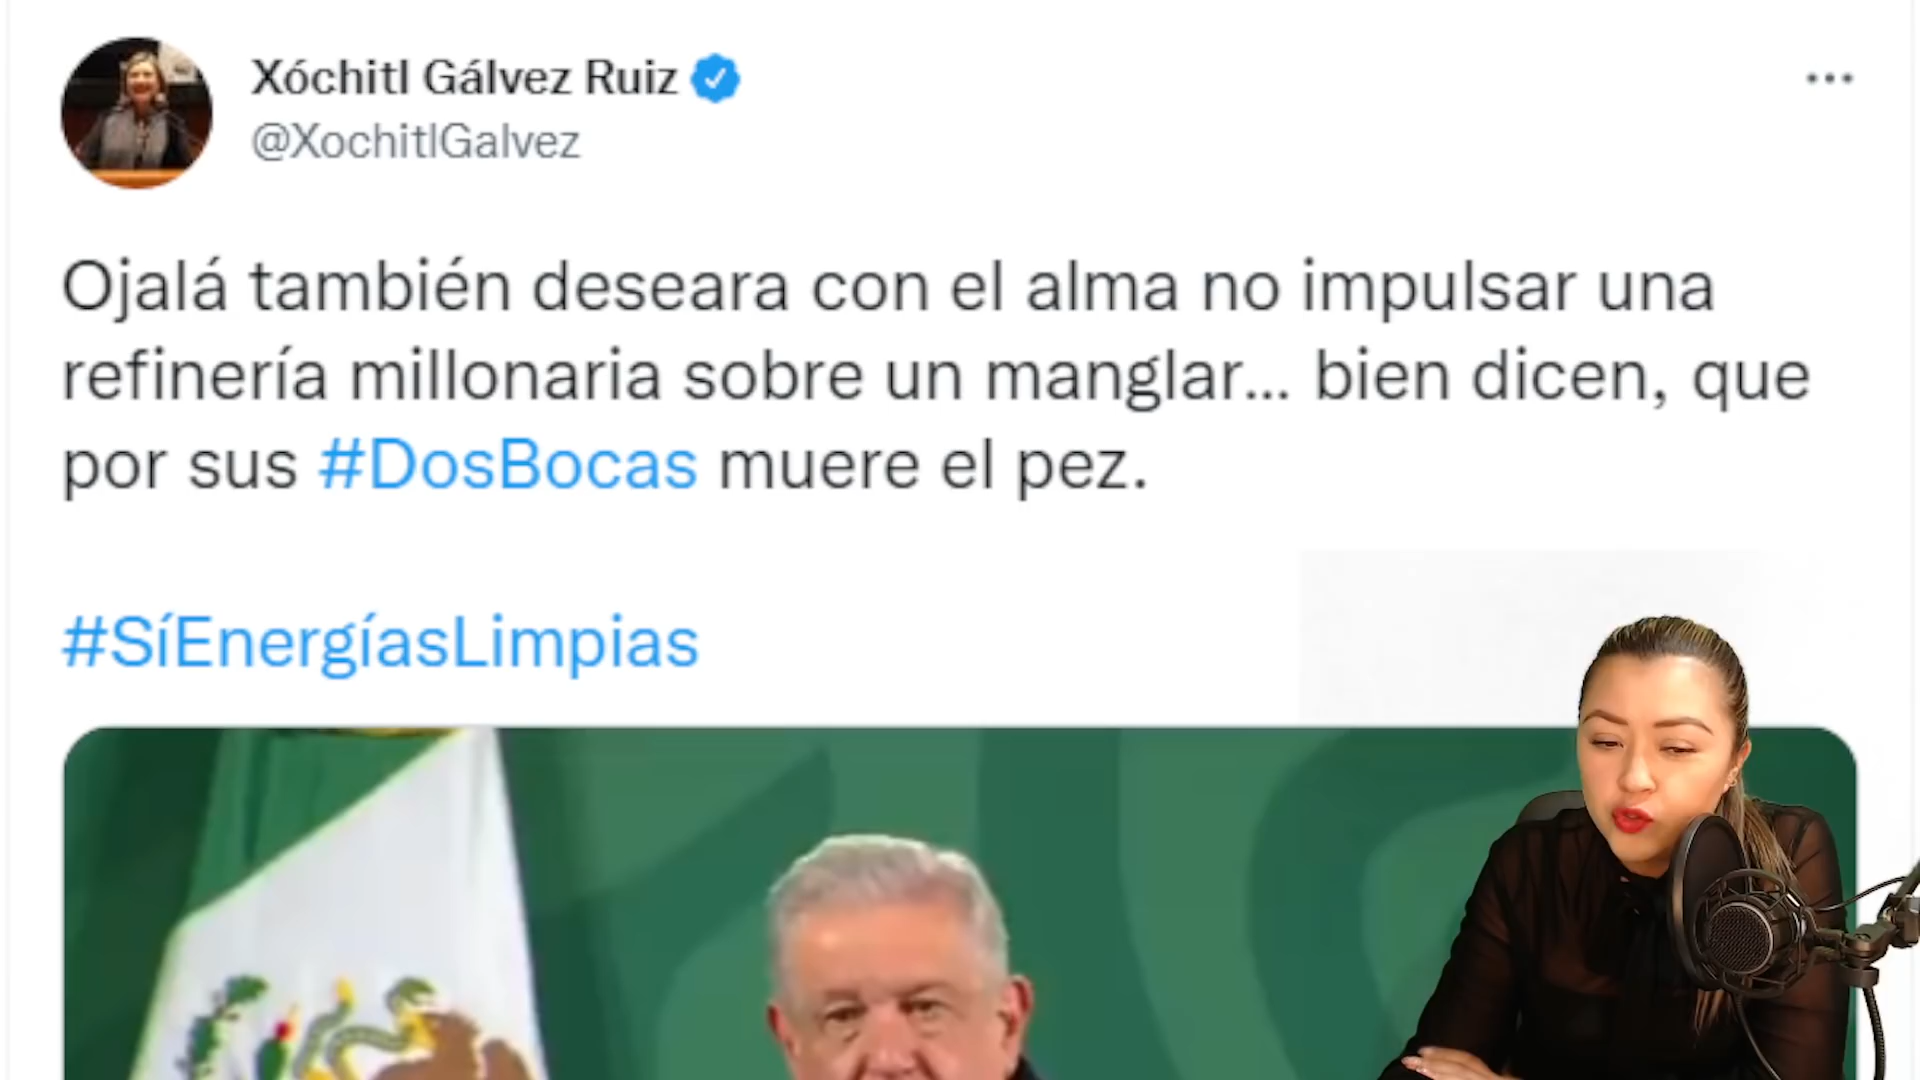 Xóchitl Gálvez Ruiz
@XochitlGalvez
Ojalá también deseara con el alma no impulsar una
refinería millonaria sobre un manglar... bien dicen, que
por sus #DosBocas muere el pez.
#SíEnergíasLimpias